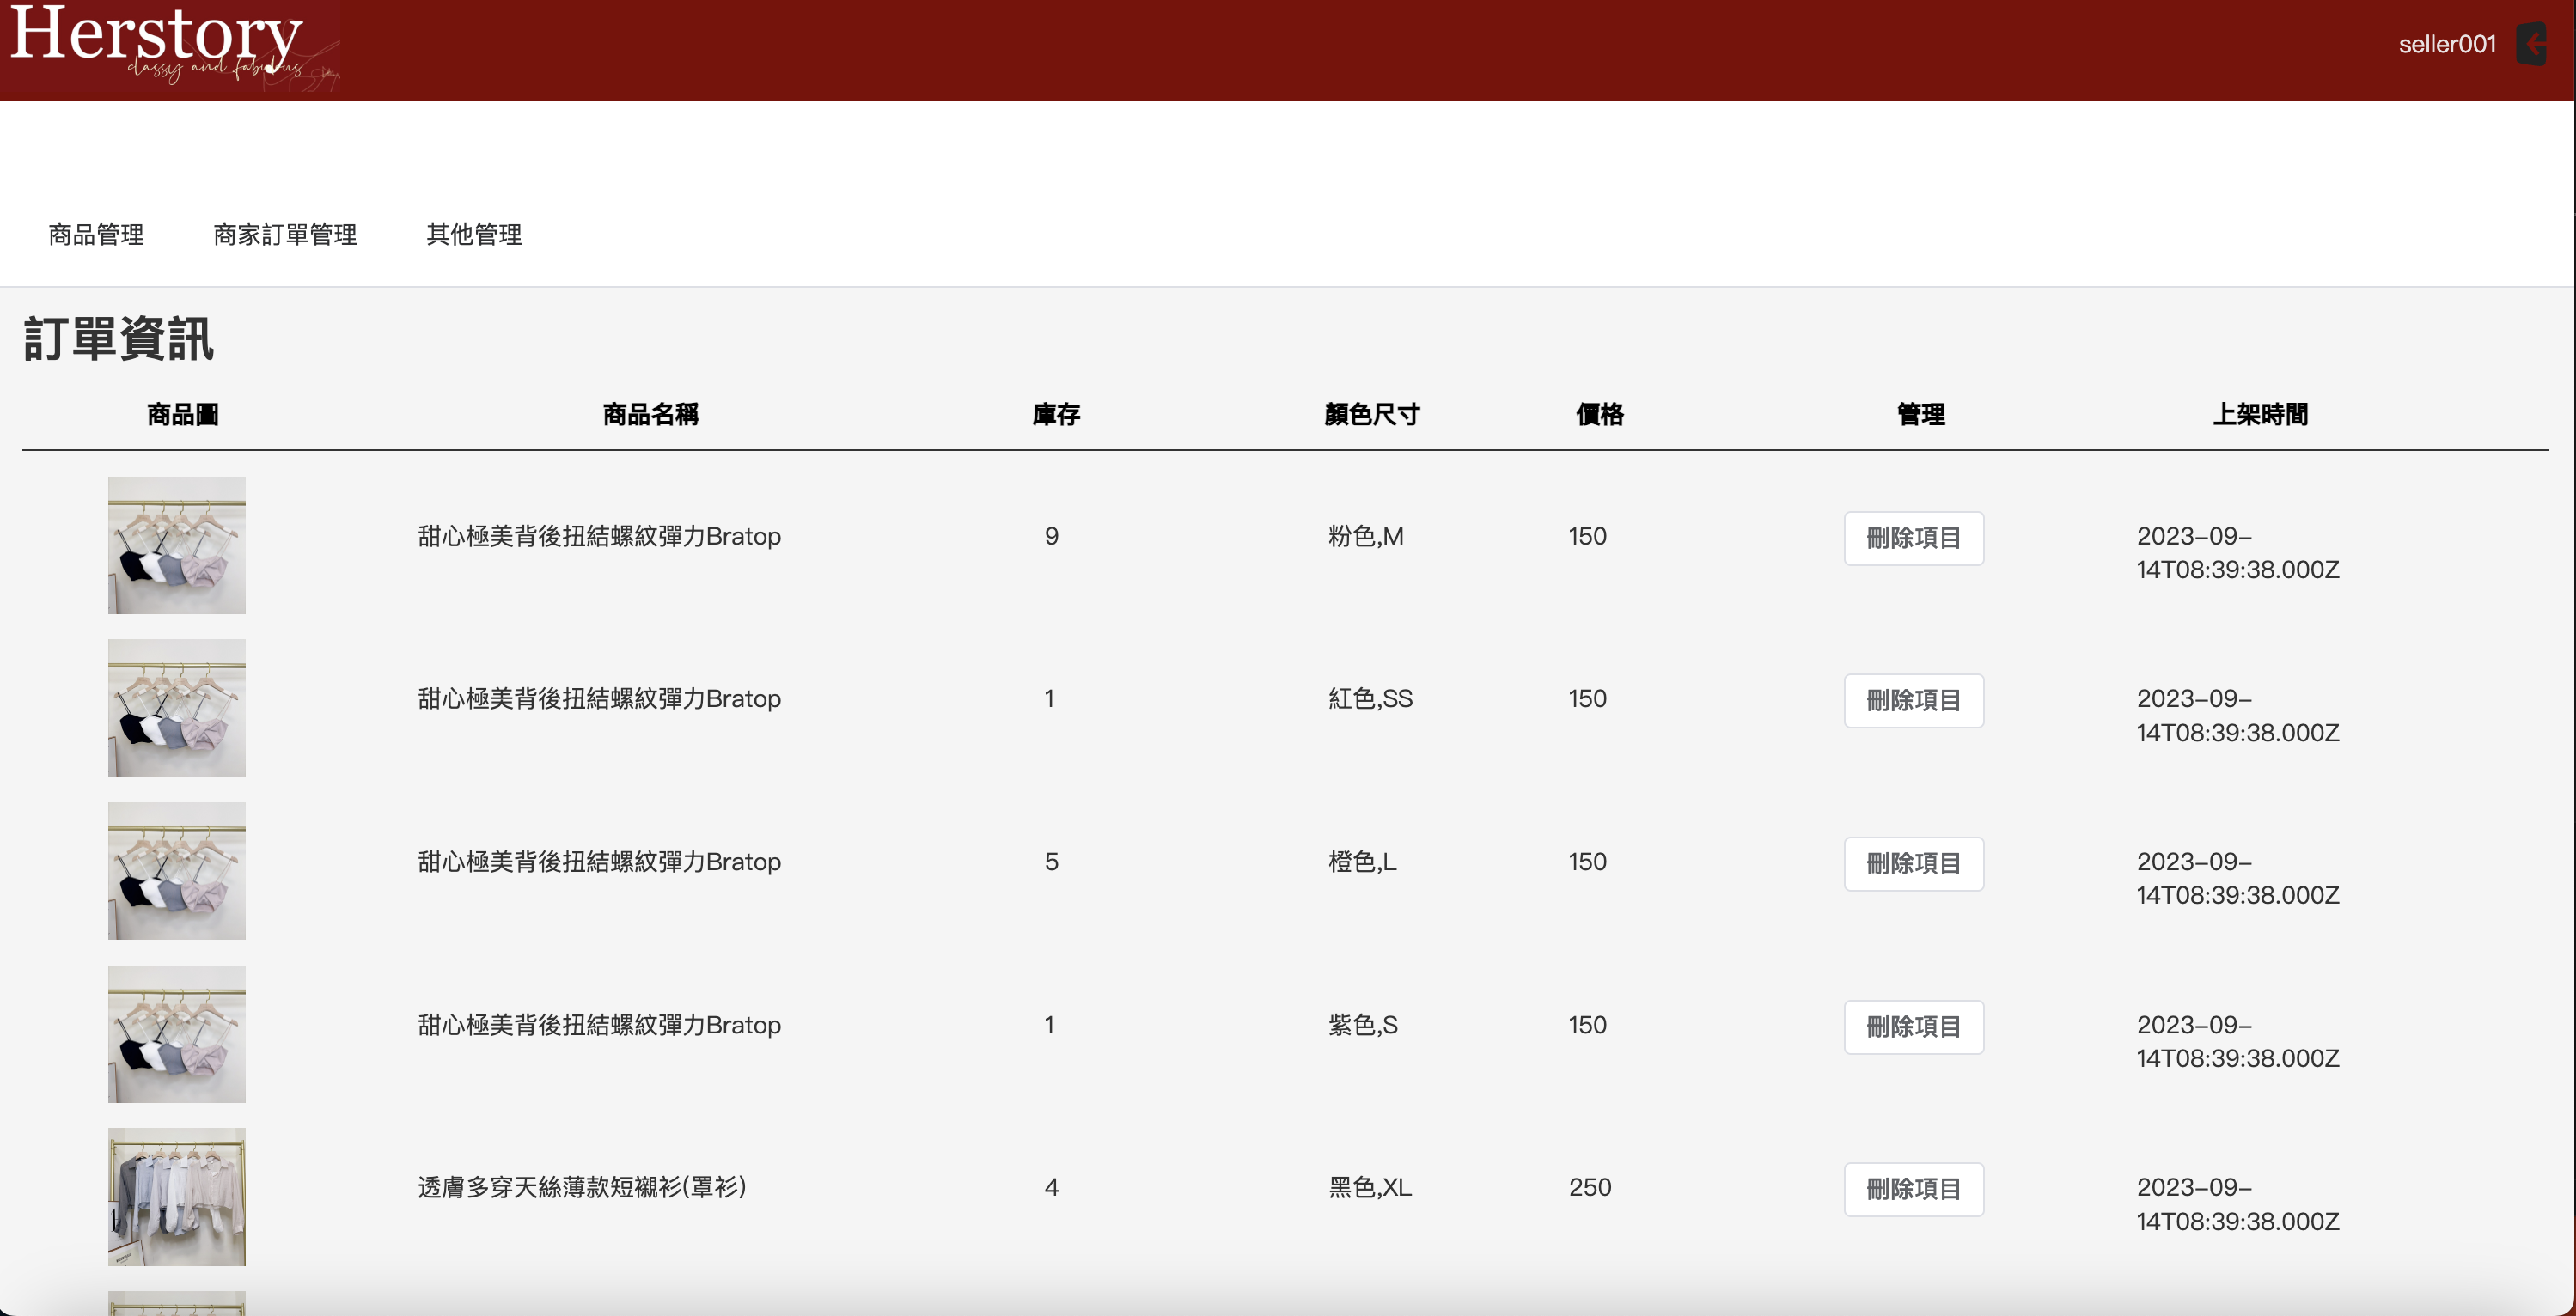 Herstory
classy and fabulous
seller001
商品管理 商家訂單管理 其他管理
訂單資訊
商品圖 商品名稱 庫存 顏色尺寸 價格 管理 上架時間
甜心極美背後扭結螺紋彈力Bratop 9 粉色,M 150 刪除項目 2023-09-
14T08:39:38.000Z
甜心極美背後扭結螺紋彈力Bratop 1 紅色,SS 150 刪除項目 2023-09-
14T08:39:38.000Z
甜心極美背後扭結螺紋彈力Bratop 5 橙色,L 150 刪除項目 2023-09-
14T08:39:38.000Z
甜心極美背後扭結螺紋彈力Bratop 1 紫色,S 150 刪除項目 2023-09-
14T08:39:38.000Z
透膚多穿天絲薄款短襯衫(罩衫) 4 黑色,XL 250 刪除項目 2023-09-
14T08:39:38.000Z